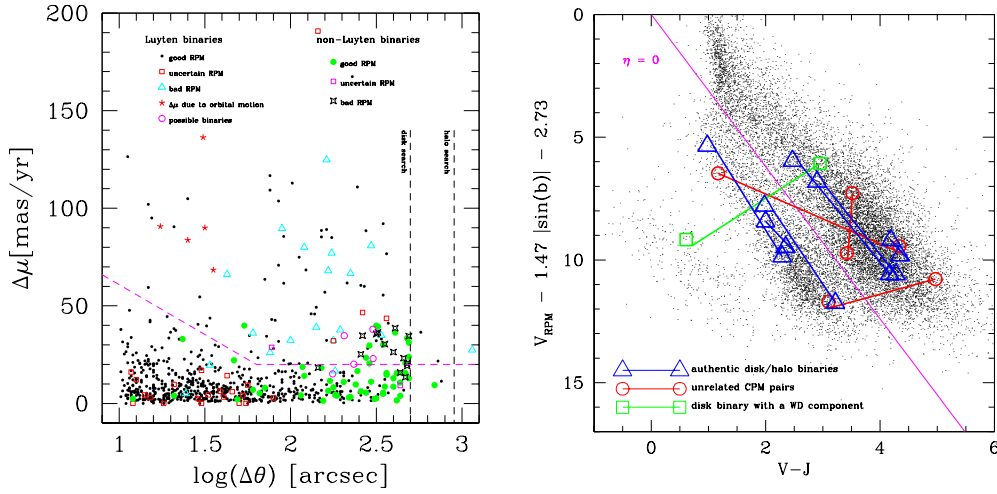 Luyten binaries
good RPM
uncertain RPM
bad RPM
Δμ due to orbital motion
possible binaries
non-Luyten binaries
good RPM
uncertain RPM
bad RPM
disk search
halo search
200
150
100
50
0
Δμ[mas/yr]
1
1.5
2
2.5
3
log(Δθ) [arcsec]
η = 0
0
5
10
15
V_RPM − 1.47 |sin(b)| − 2.73
authentic disk/halo binaries
unrelated CPM pairs
disk binary with a WD component
0
2
4
6
V−J